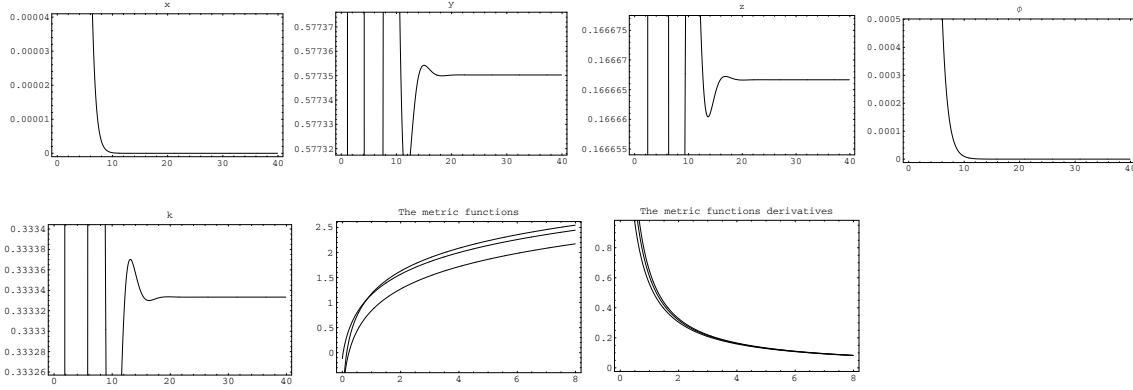 x
0.00004
0.00003
0.00002
0.00001
0
0 10 20 30 40
y
0.57737
0.57736
0.57735
0.57734
0.57733
0.57732
0 10 20 30 40
z
0.166675
0.16667
0.166665
0.16666
0.166655
0 10 20 30 40
ϕ
0.0005
0.0004
0.0003
0.0002
0.0001
0
0 10 20 30 40
k
0.3334
0.33338
0.33336
0.33334
0.33332
0.3333
0.33328
0.33326
0 10 20 30 40
The metric functions
2.5
2
1.5
1
0.5
0
0 2 4 6 8
The metric functions derivatives
0.8
0.6
0.4
0.2
0
0 2 4 6 8